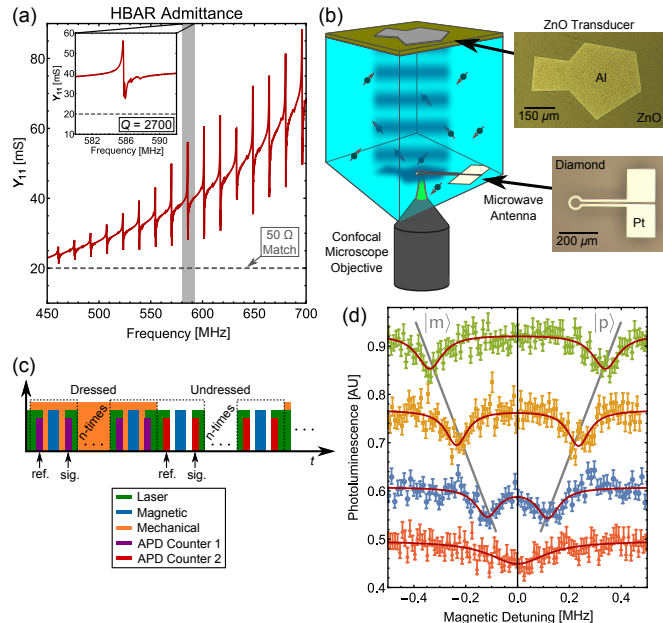 (a)
HBAR Admittance
100
80
60
40
20
Y11 [mS]
60
50
40
30
20
10
Y11 [mS]
Q = 2700
582 586 590
Frequency [MHz]
50 Ω
Match
450 500 550 600 650 700
Frequency [MHz]
(b)
ZnO Transducer
Al
150 μm
ZnO
Diamond
Pt
200 μm
Microwave
Antenna
Confocal
Microscope
Objective
(c)
Dressed
Undressed
n-times
n-times
. . .
. . .
. . .
ref. sig. ref. sig. t
Laser
Magnetic
Mechanical
APD Counter 1
APD Counter 2
(d)
|m⟩ |p⟩
0.9
0.8
0.7
0.6
0.5
0.4
Photoluminescence [AU]
-0.4 -0.2 0.0 0.2 0.4
Magnetic Detuning [MHz]